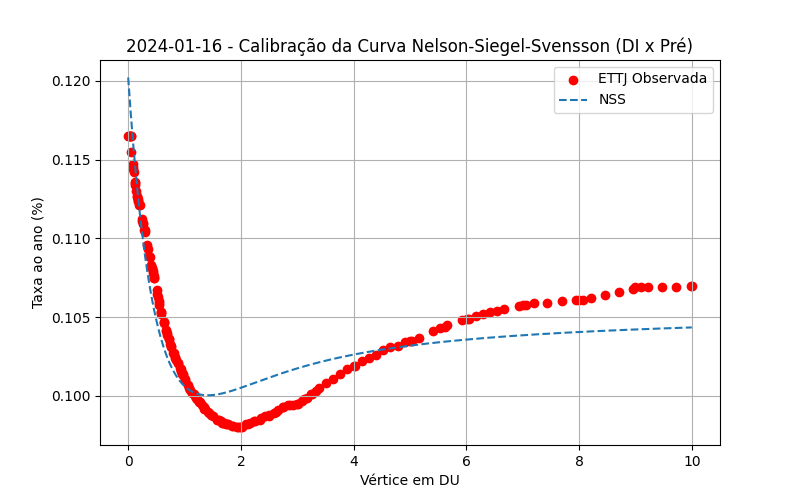 2024-01-16 - Calibração da Curva Nelson-Siegel-Svensson (DI x Pré)
ETTJ Observada
NSS
Taxa ao ano (%)
0.120
0.115
0.110
0.105
0.100
0
2
4
6
8
10
Vértice em DU